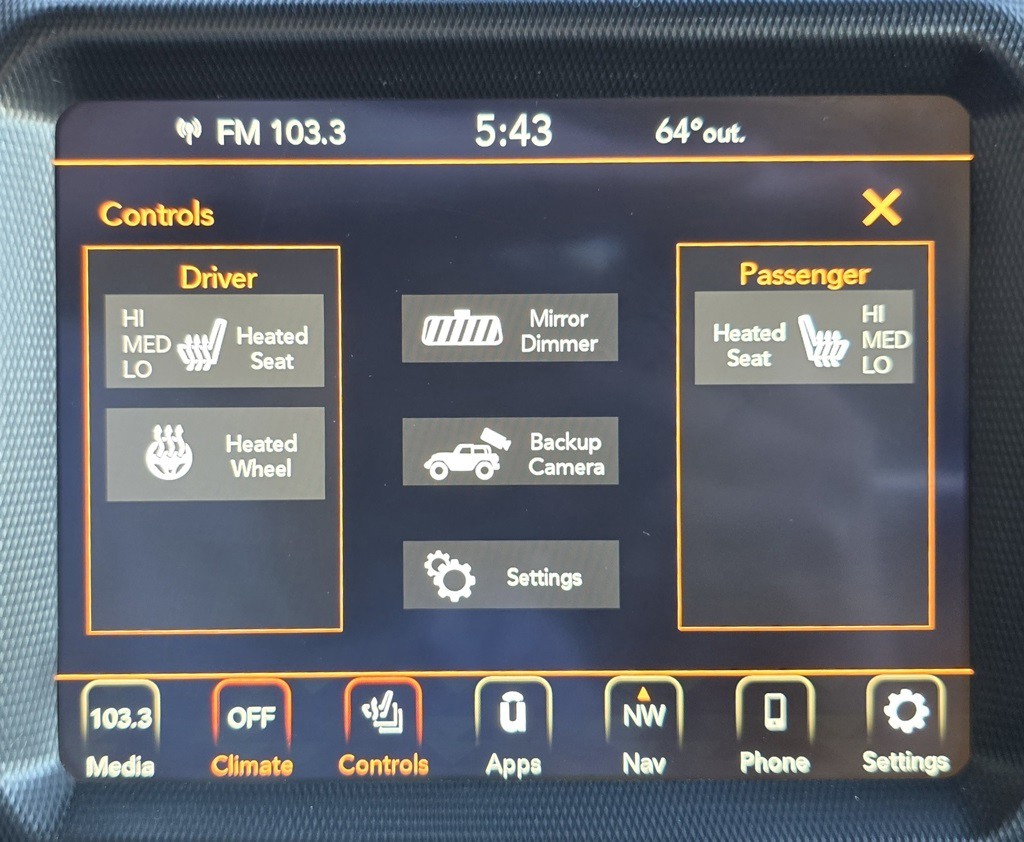 FM 103.3
5:43
64°out.
Controls
Driver
HI
MED
LO
Heated
Seat
Heated
Wheel
Mirror
Dimmer
Backup
Camera
Settings
Passenger
Heated
Seat
HI
MED
LO
103.3
Media
OFF
Climate
Controls
ū
Apps
NW
Nav
Phone
Settings